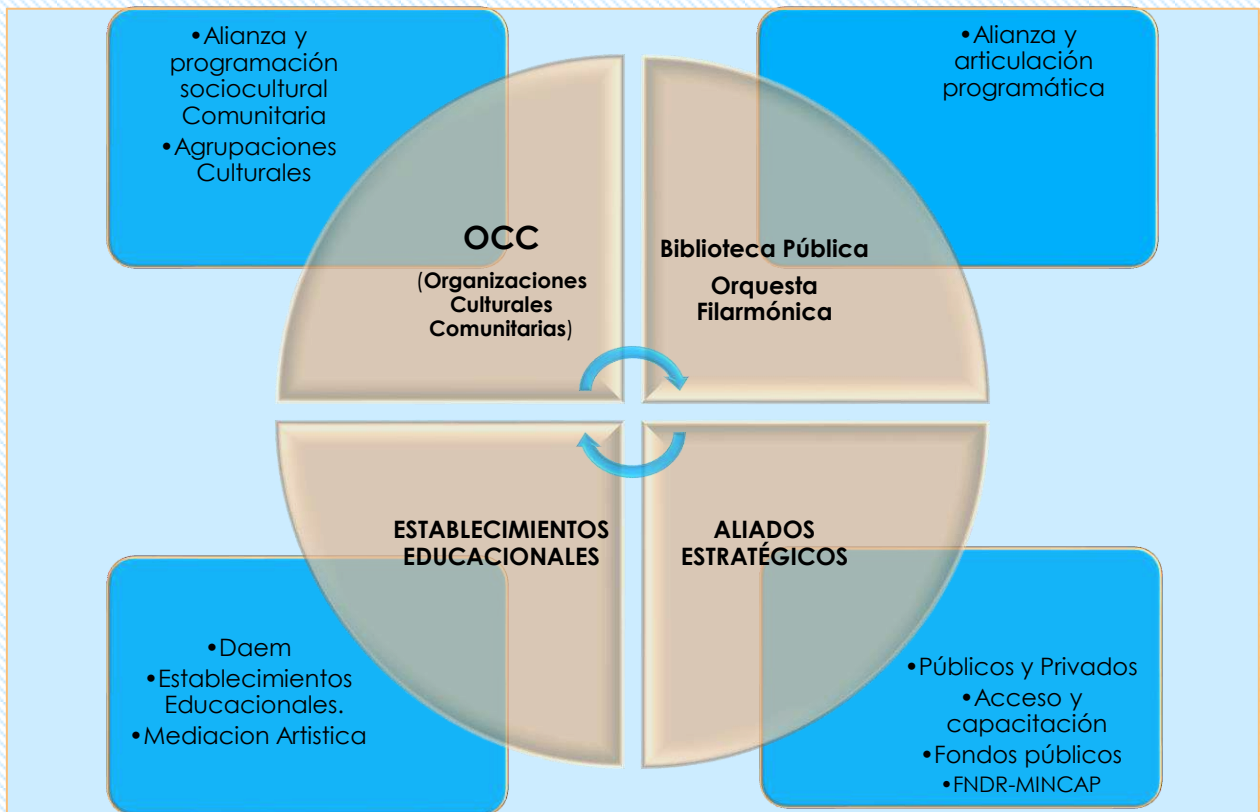 •Alianza y
programación
sociocultural
Comunitaria
•Agrupaciones
Culturales
•Alianza y
articulación
programática
OCC
(Organizaciones
Culturales
Comunitarias)
Biblioteca Pública
Orquesta
Filarmónica
ESTABLECIMIENTOS
EDUCACIONALES
ALIADOS
ESTRATÉGICOS
•Daem
•Establecimientos
Educacionales.
•Mediacion Artistica
•Públicos y Privados
•Acceso y
capacitación
•Fondos públicos
•FNDR-MINCAP